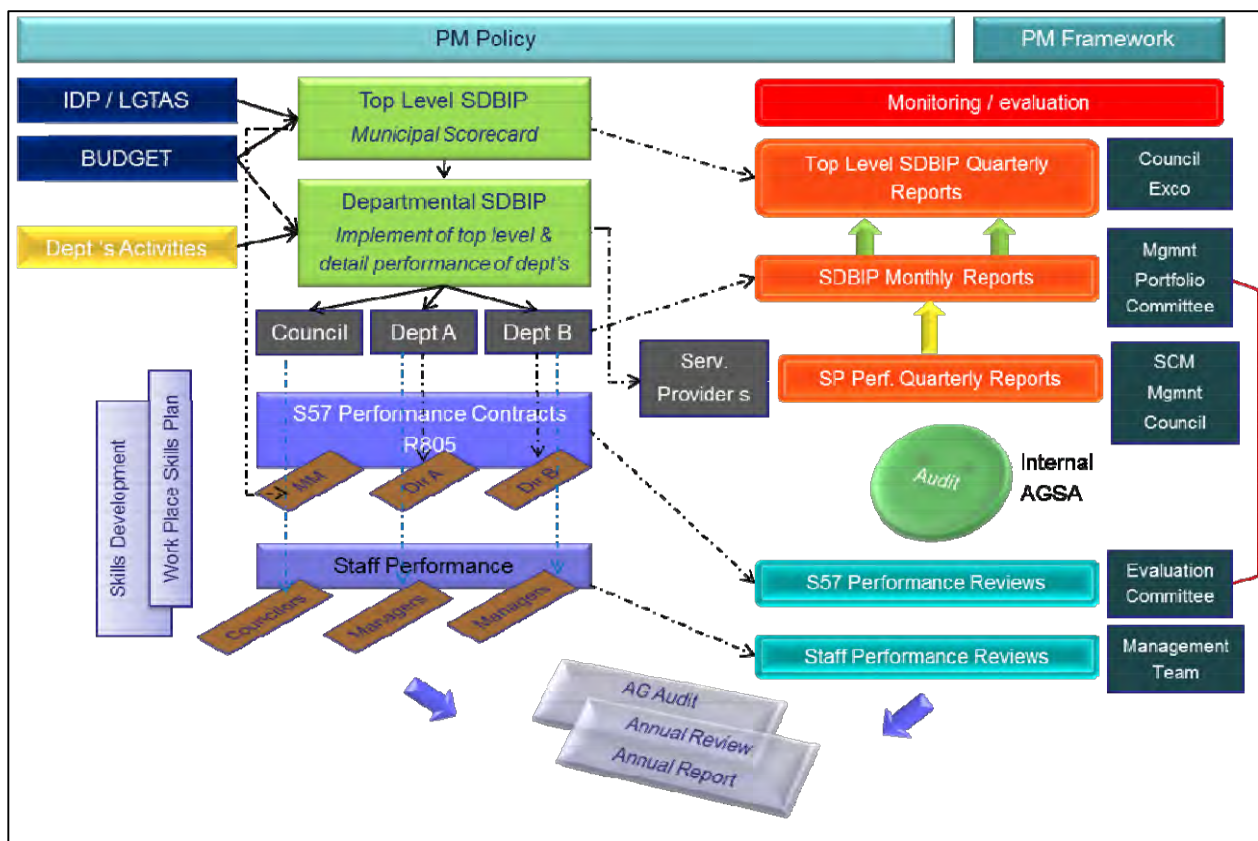 PM Policy
PM Framework
IDP / LGTAS
BUDGET
Dept 's Activities
Top Level SDBIP
Municipal Scorecard
Departmental SDBIP
Implement of top level &
detail performance of dept's
Council
Dept A
Dept B
Serv.
Provider s
S57 Performance Contracts
R805
MM
Dir A
Dir B
Staff Performance
Councilors
Managers
Managers
Skills Development
Work Place Skills Plan
Monitoring / evaluation
Top Level SDBIP Quarterly
Reports
Council
Exco
SDBIP Monthly Reports
Mgmnt
Portfolio
Committee
SP Perf. Quarterly Reports
SCM
Mgmnt
Council
Audit
Internal
AGSA
S57 Performance Reviews
Evaluation
Committee
Staff Performance Reviews
Management
Team
AG Audit
Annual Review
Annual Report